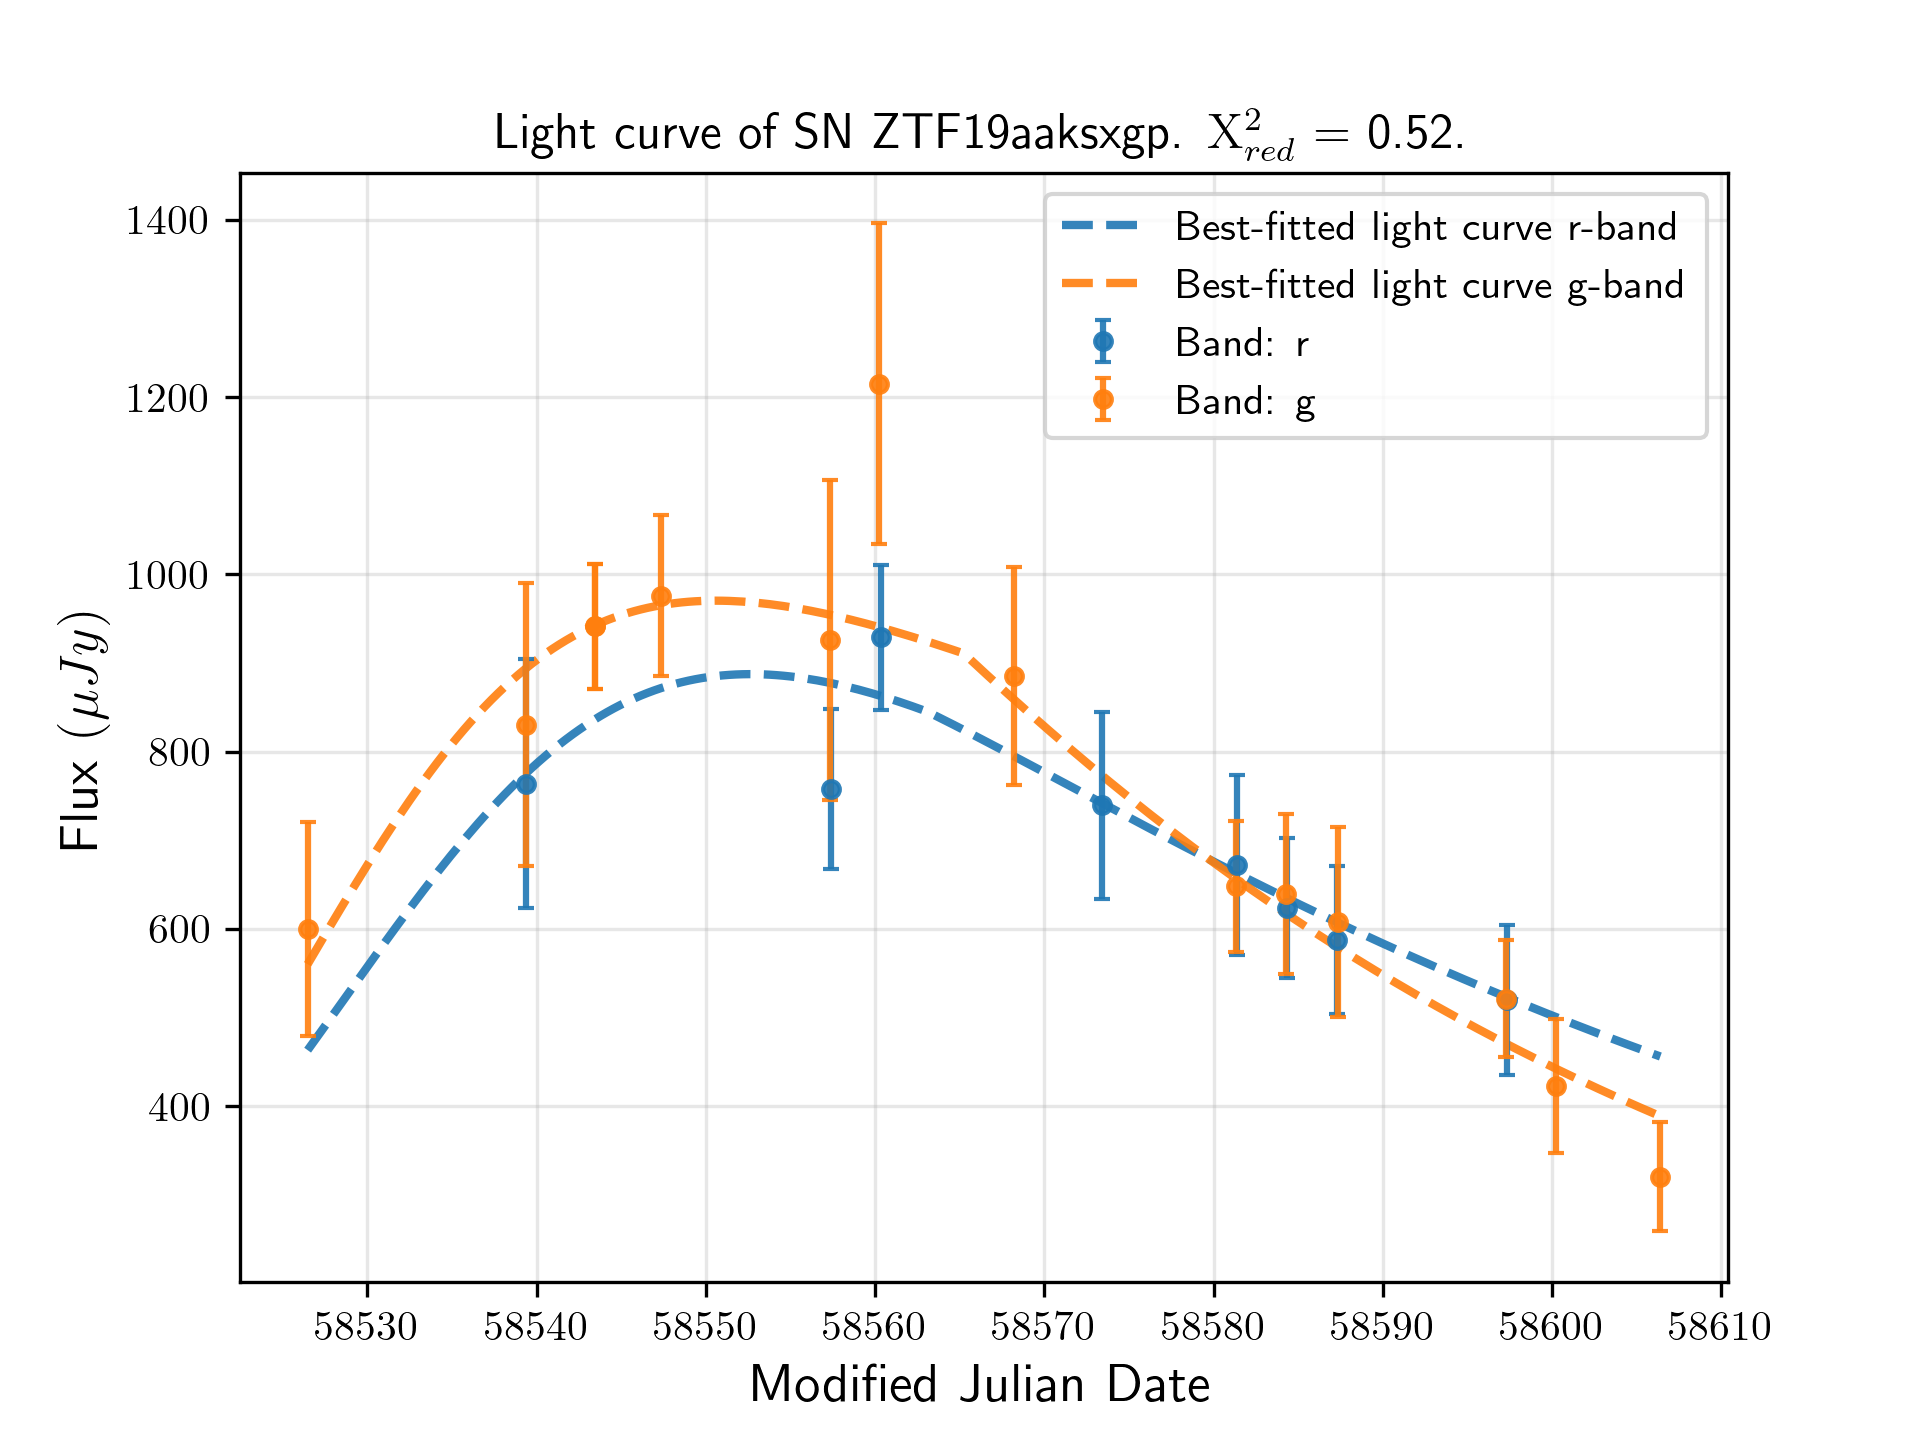 Light curve of SN ZTF19aaksxgp. Χ²_red = 0.52.
Best-fitted light curve r-band
Best-fitted light curve g-band
Band: r
Band: g
Flux (μJy)
1400
1200
1000
800
600
400
58530 58540 58550 58560 58570 58580 58590 58600 58610
Modified Julian Date